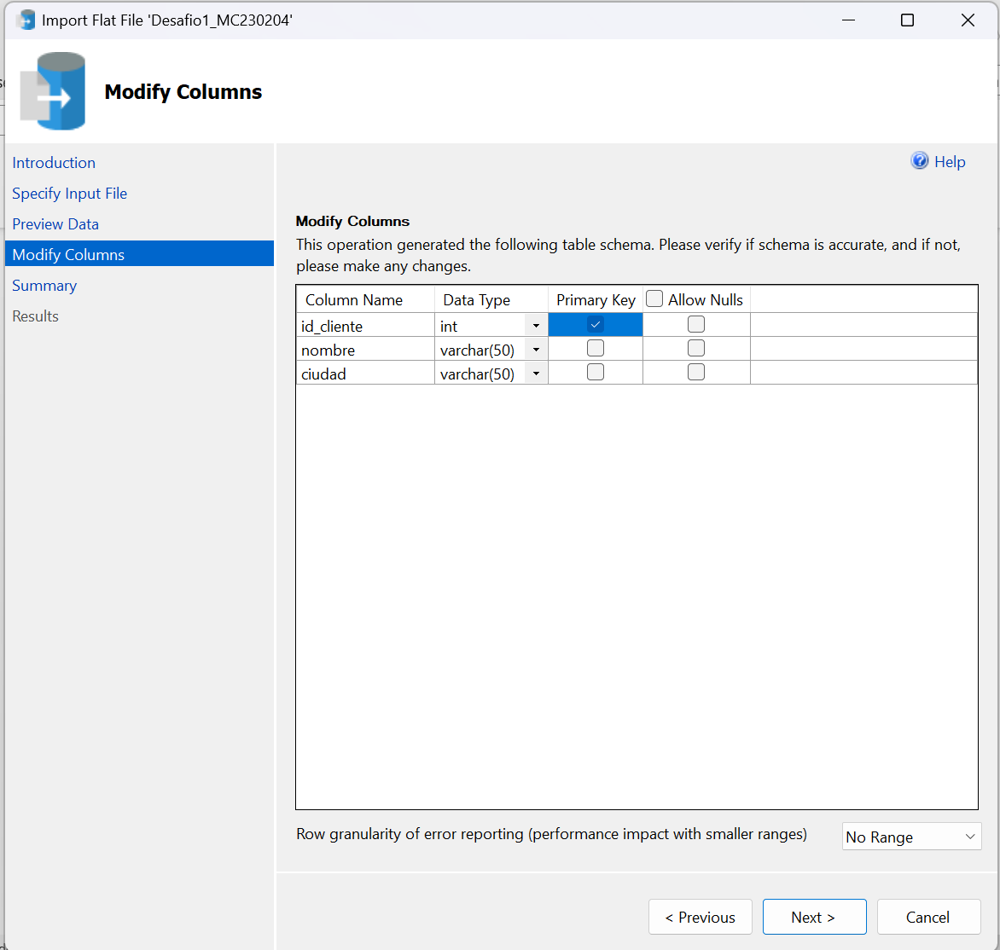 Import Flat File 'Desafio1_MC230204'
Modify Columns
Introduction
Specify Input File
Preview Data
Modify Columns
Summary
Results
Help
Modify Columns
This operation generated the following table schema. Please verify if schema is accurate, and if not,
please make any changes.
Column Name Data Type Primary Key Allow Nulls
id_cliente int
nombre varchar(50)
ciudad varchar(50)
Row granularity of error reporting (performance impact with smaller ranges) No Range
< Previous Next > Cancel